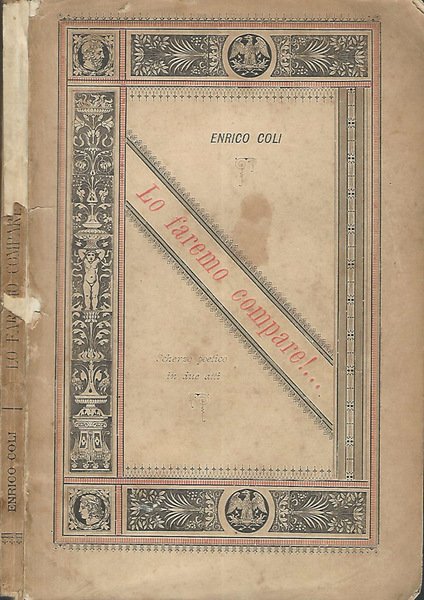 ENRICO COLI
Lo faremo compare!...
Scherzo poetico
in due atti
ENRICO COLI
LO FAREMO COMPARE